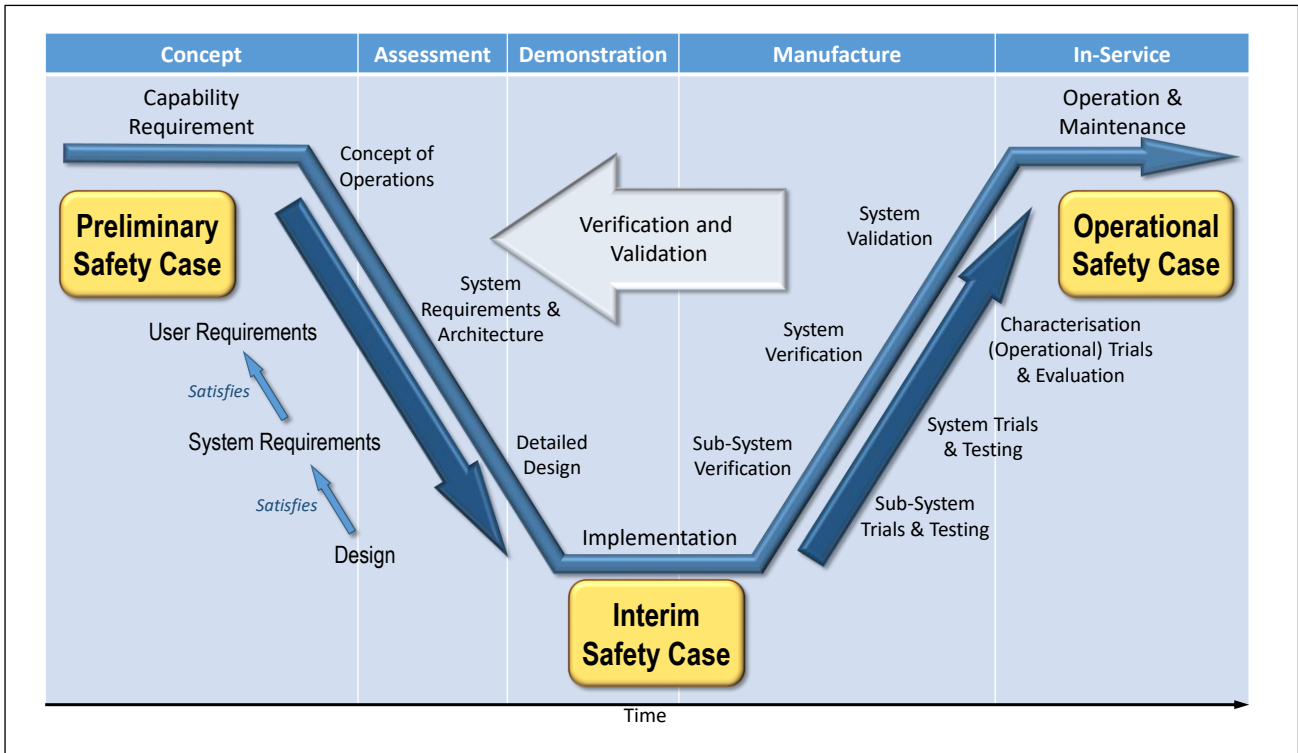 Concept
Assessment
Demonstration
Manufacture
In-Service
Capability
Requirement
Concept of
Operations
Preliminary
Safety Case
User Requirements
Satisfies
System Requirements
Satisfies
Design
System
Requirements &
Architecture
Detailed
Design
Verification and
Validation
Implementation
Interim
Safety Case
Sub-System
Verification
System
Verification
System
Validation
Operation &
Maintenance
Operational
Safety Case
Characterisation
(Operational) Trials
& Evaluation
System Trials
& Testing
Sub-System
Trials & Testing
Time